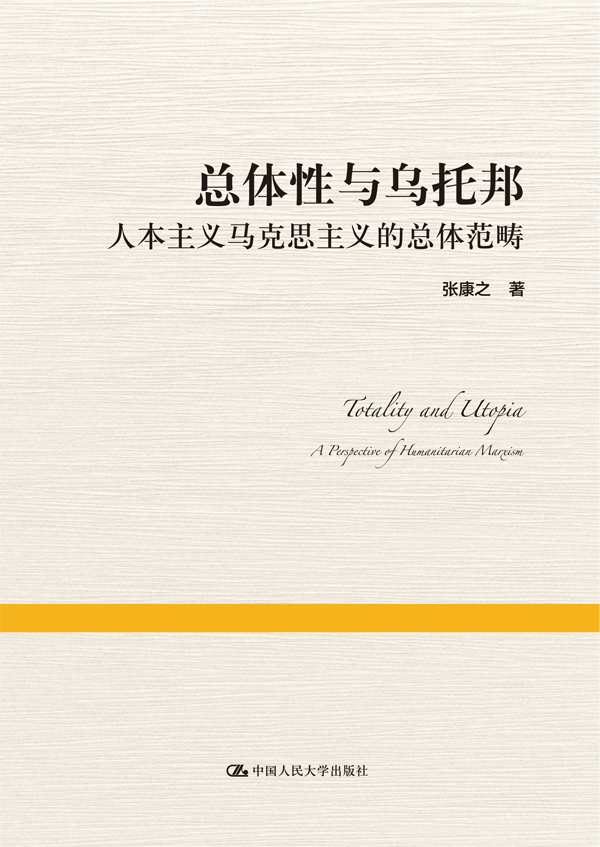 总体性与乌托邦
人本主义马克思主义的总体范畴
张康之 著
Totality and Utopia
A Perspective of Humanitarian Marxism
中国人民大学出版社